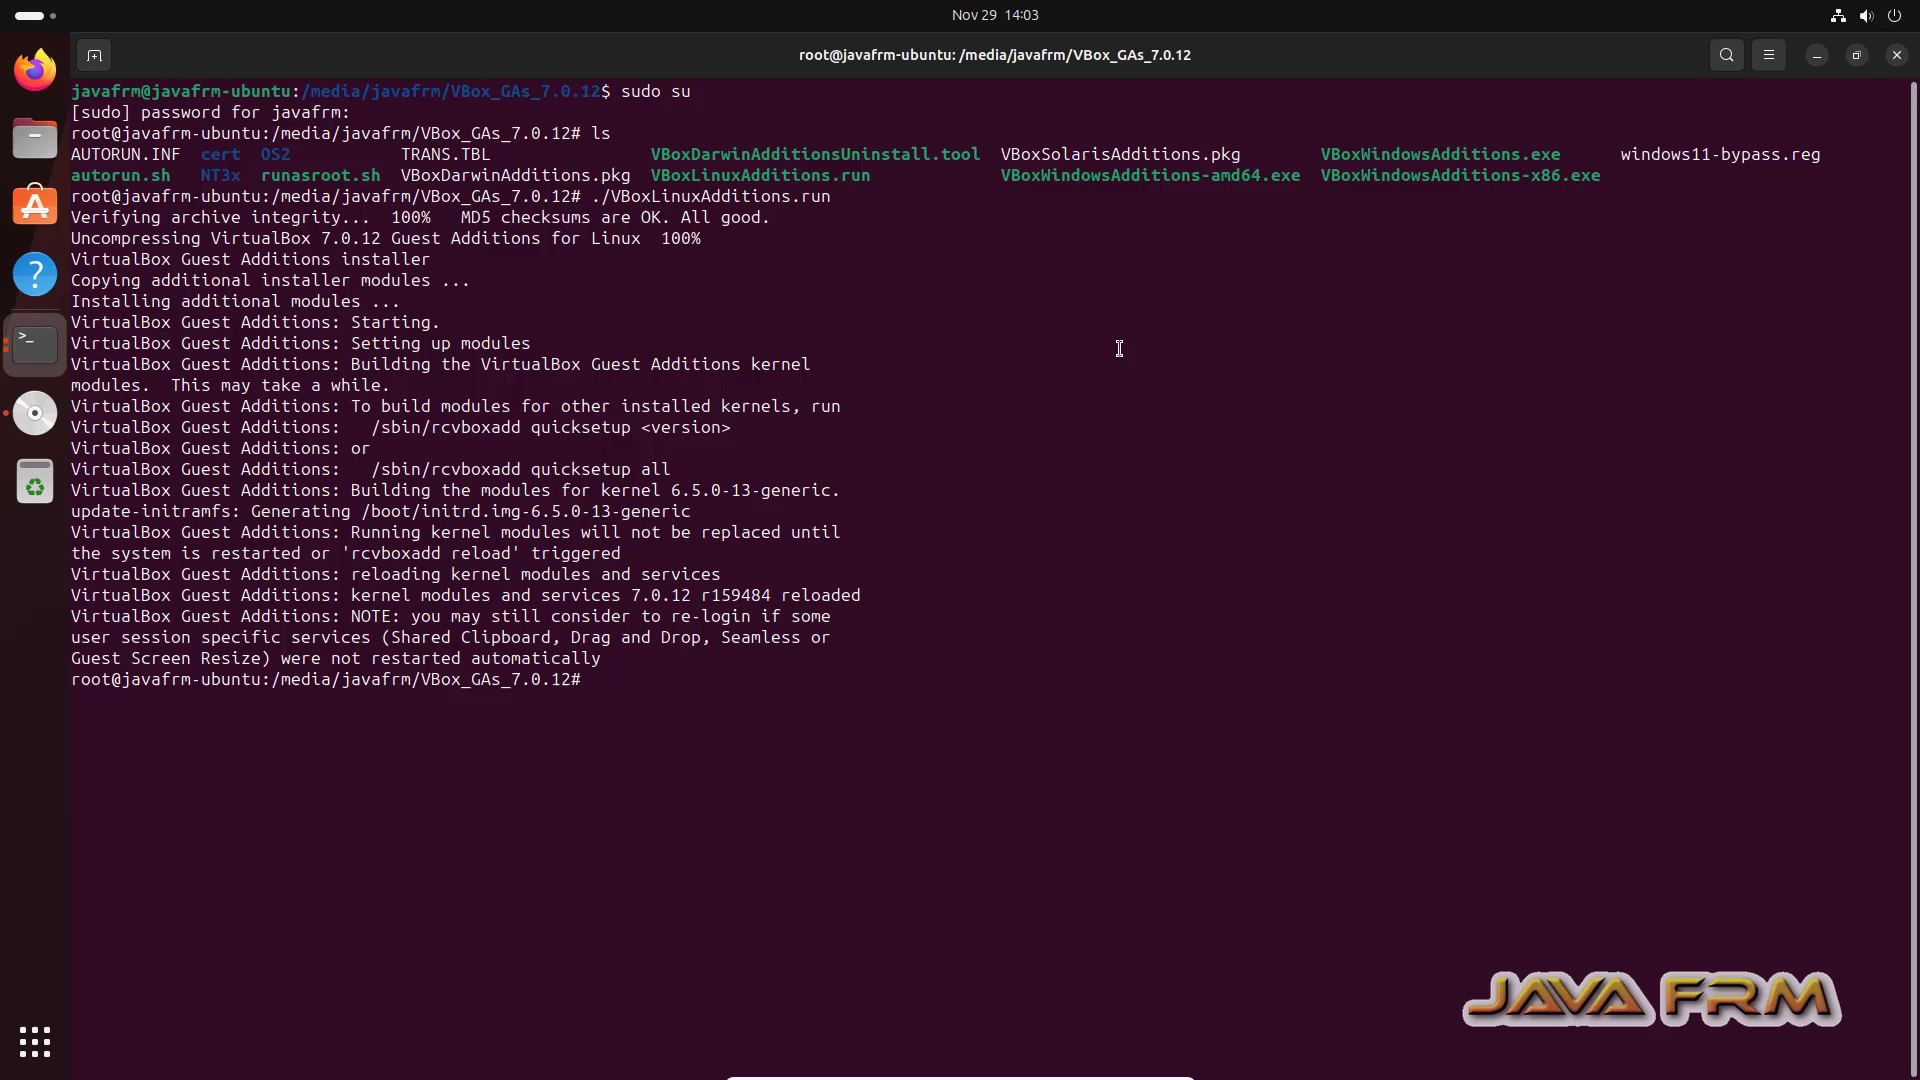 Nov 29 14:03
root@javafrm-ubuntu: /media/javafrm/VBox_GAs_7.0.12
javafrm@javafrm-ubuntu:/media/javafrm/VBox_GAs_7.0.12$ sudo su
[sudo] password for javafrm:
root@javafrm-ubuntu:/media/javafrm/VBox_GAs_7.0.12# ls
AUTORUN.INF cert OS2 TRANS.TBL VBoxDarwinAdditionsUninstall.tool VBoxSolarisAdditions.pkg VBoxWindowsAdditions.exe windows11-bypass.reg
autorun.sh NT3x runasroot.sh VBoxDarwinAdditions.pkg VBoxLinuxAdditions.run VBoxWindowsAdditions-amd64.exe VBoxWindowsAdditions-x86.exe
root@javafrm-ubuntu:/media/javafrm/VBox_GAs_7.0.12# ./VBoxLinuxAdditions.run
Verifying archive integrity...  100%   MD5 checksums are OK. All good.
Uncompressing VirtualBox 7.0.12 Guest Additions for Linux  100%
VirtualBox Guest Additions installer
Copying additional installer modules ...
Installing additional modules ...
VirtualBox Guest Additions: Starting.
VirtualBox Guest Additions: Setting up modules
VirtualBox Guest Additions: Building the VirtualBox Guest Additions kernel
modules.  This may take a while.
VirtualBox Guest Additions: To build modules for other installed kernels, run
VirtualBox Guest Additions:   /sbin/rcvboxadd quicksetup <version>
VirtualBox Guest Additions: or
VirtualBox Guest Additions:   /sbin/rcvboxadd quicksetup all
VirtualBox Guest Additions: Building the modules for kernel 6.5.0-13-generic.
update-initramfs: Generating /boot/initrd.img-6.5.0-13-generic
VirtualBox Guest Additions: Running kernel modules will not be replaced until
the system is restarted or 'rcvboxadd reload' triggered
VirtualBox Guest Additions: reloading kernel modules and services
VirtualBox Guest Additions: kernel modules and services 7.0.12 r159484 reloaded
VirtualBox Guest Additions: NOTE: you may still consider to re-login if some
user session specific services (Shared Clipboard, Drag and Drop, Seamless or
Guest Screen Resize) were not restarted automatically
root@javafrm-ubuntu:/media/javafrm/VBox_GAs_7.0.12#
JAVA FRM